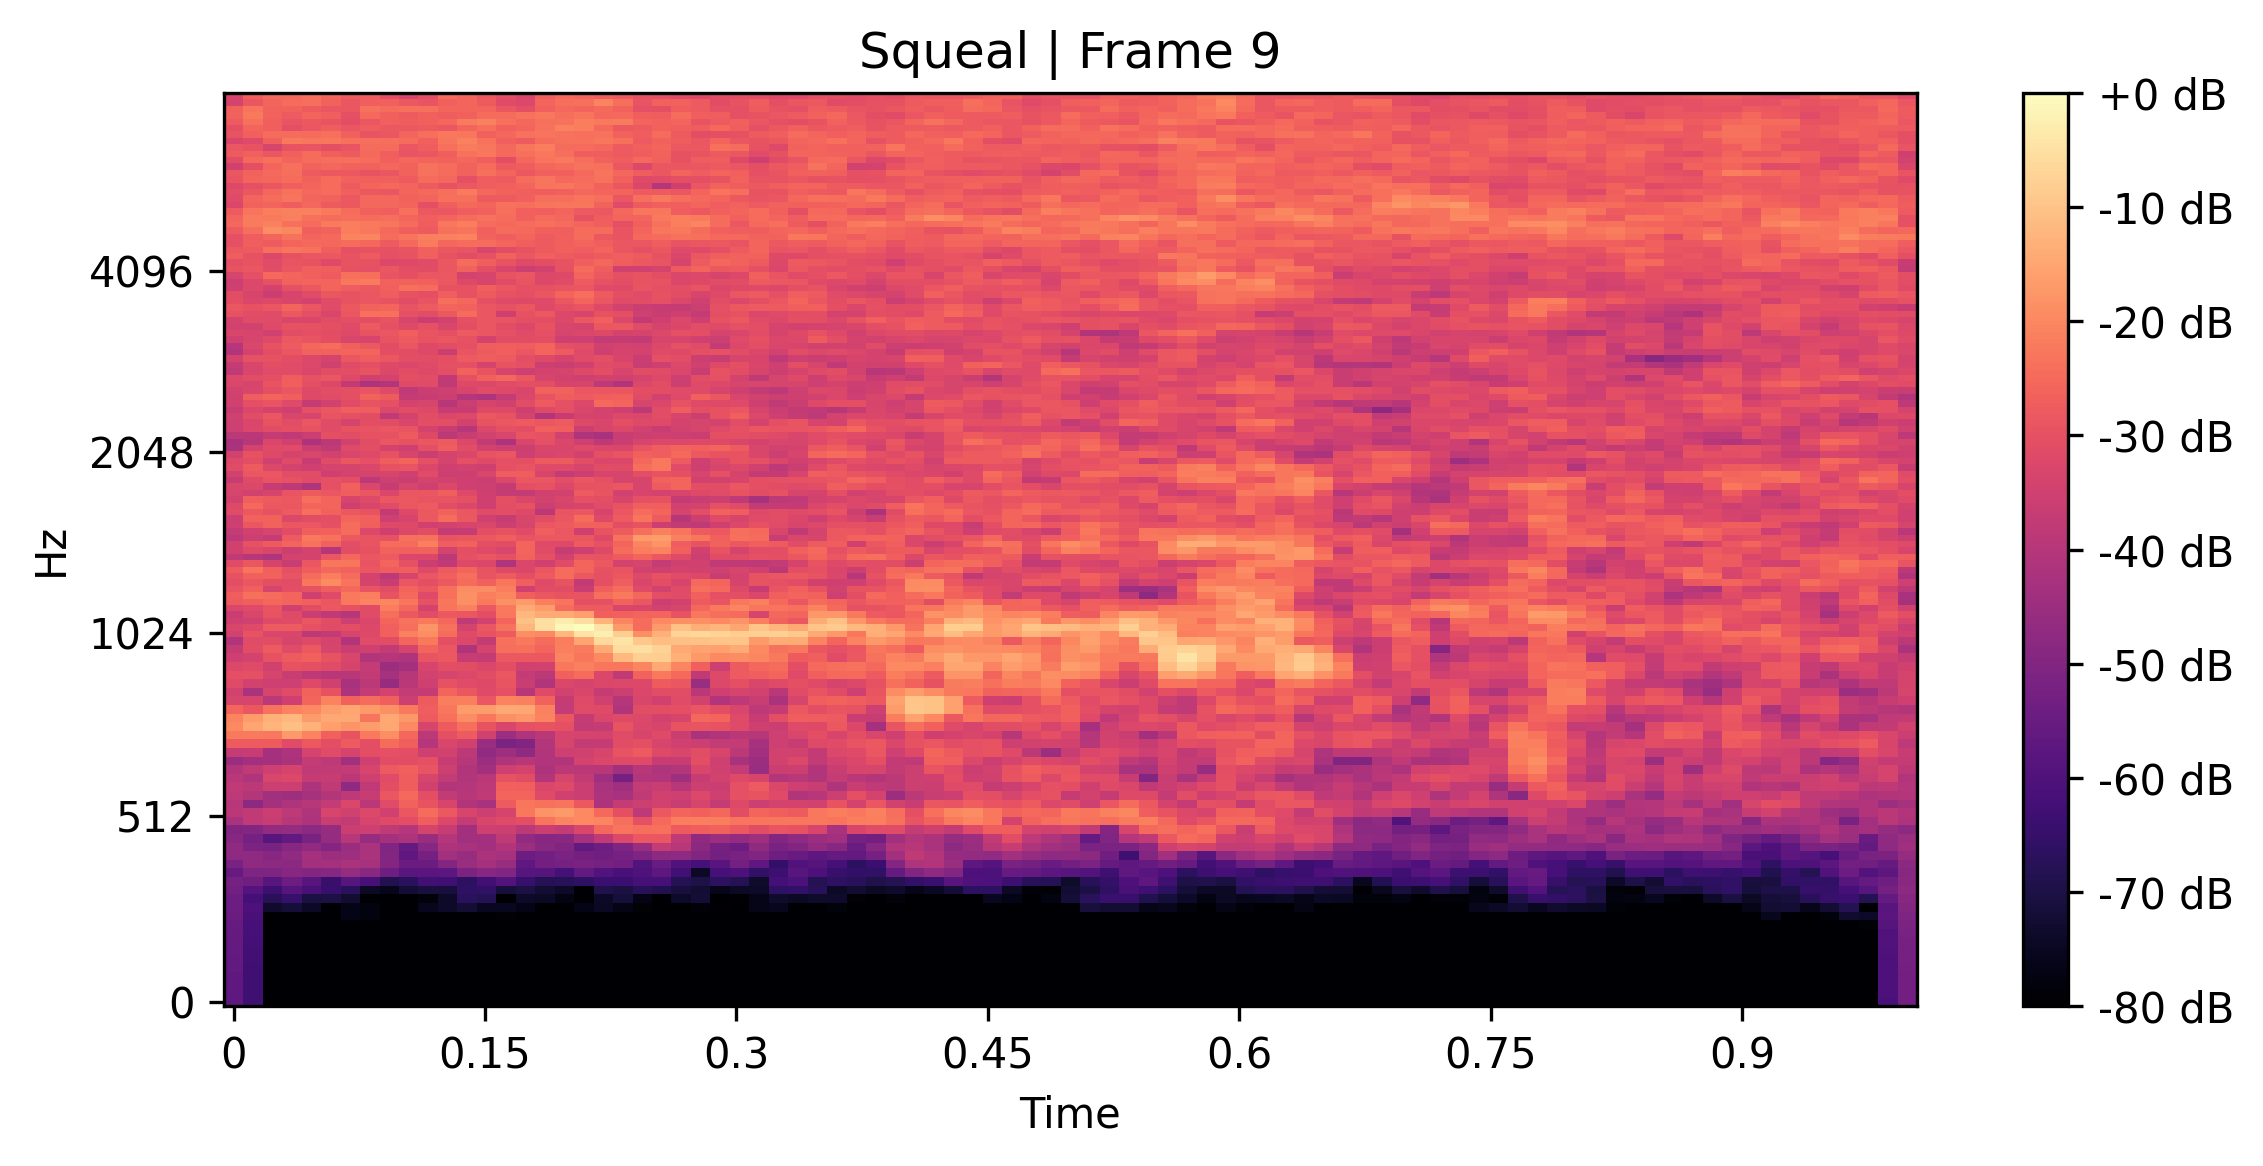 Squeal | Frame 9
Hz
4096
2048
1024
512
0
0 0.15 0.3 0.45 0.6 0.75 0.9
Time
+0 dB
-10 dB
-20 dB
-30 dB
-40 dB
-50 dB
-60 dB
-70 dB
-80 dB